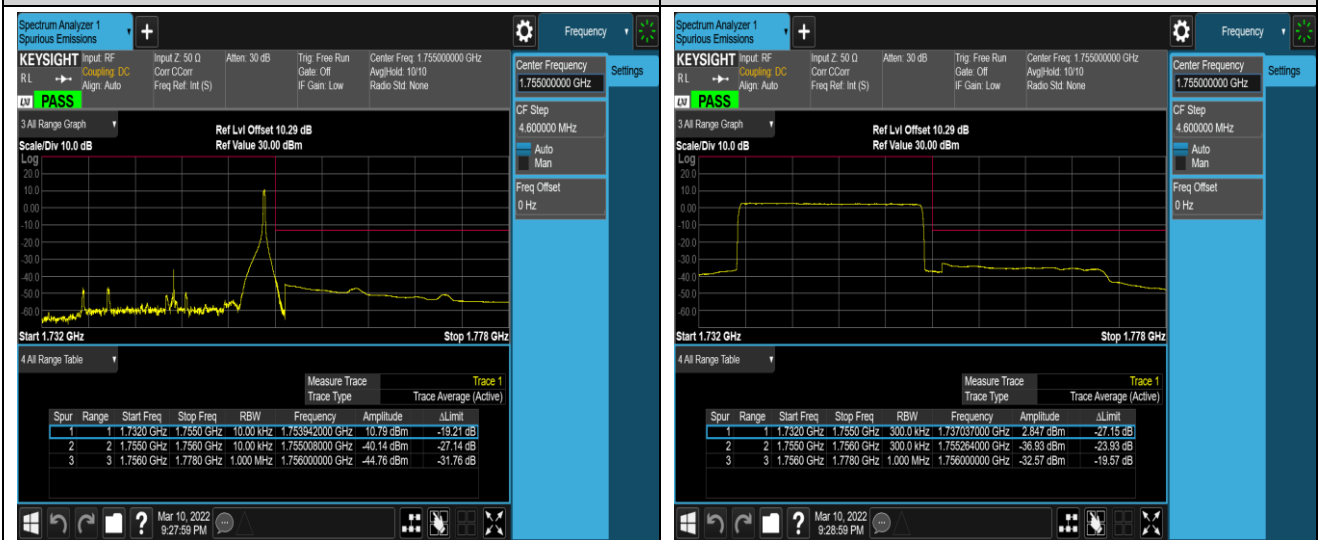 Spectrum Analyzer 1
Spurious Emissions
+
Frequency
KEYSIGHT
RL
LXI PASS
Input: RF
Coupling: DC
Align: Auto
Input Z: 50 Ω
Corr CCorr
Freq Ref: Int (S)
Atten: 30 dB
Trig: Free Run
Gate: Off
IF Gain: Low
Center Freq: 1.755000000 GHz
Avg|Hold: 10/10
Radio Std: None
Center Frequency
1.755000000 GHz
Settings
CF Step
4.600000 MHz
Auto
Man
Freq Offset
0 Hz
3 All Range Graph
Scale/Div 10.0 dB
Ref Lvl Offset 10.29 dB
Ref Value 30.00 dBm
Log
20.0
10.0
0.00
-10.0
-20.0
-30.0
-40.0
-50.0
-60.0
Start 1.732 GHz
Stop 1.778 GHz
4 All Range Table
Measure Trace Trace 1
Trace Type Trace Average (Active)
Spur Range Start Freq Stop Freq RBW Frequency Amplitude ΔLimit
1 1 1.7320 GHz 1.7550 GHz 10.00 kHz 1.753942000 GHz 10.79 dBm -19.21 dB
2 2 1.7550 GHz 1.7560 GHz 10.00 kHz 1.755008000 GHz -40.14 dBm -27.14 dB
3 3 1.7560 GHz 1.7780 GHz 1.000 MHz 1.756000000 GHz -44.76 dBm -31.76 dB
?
Mar 10, 2022
9:27:59 PM
Spectrum Analyzer 1
Spurious Emissions
+
Frequency
KEYSIGHT
RL
LXI PASS
Input: RF
Coupling: DC
Align: Auto
Input Z: 50 Ω
Corr CCorr
Freq Ref: Int (S)
Atten: 30 dB
Trig: Free Run
Gate: Off
IF Gain: Low
Center Freq: 1.755000000 GHz
Avg|Hold: 10/10
Radio Std: None
Center Frequency
1.755000000 GHz
Settings
CF Step
4.600000 MHz
Auto
Man
Freq Offset
0 Hz
3 All Range Graph
Scale/Div 10.0 dB
Ref Lvl Offset 10.29 dB
Ref Value 30.00 dBm
Log
20.0
10.0
0.00
-10.0
-20.0
-30.0
-40.0
-50.0
-60.0
Start 1.732 GHz
Stop 1.778 GHz
4 All Range Table
Measure Trace Trace 1
Trace Type Trace Average (Active)
Spur Range Start Freq Stop Freq RBW Frequency Amplitude ΔLimit
1 1 1.7320 GHz 1.7550 GHz 300.0 kHz 1.737037000 GHz 2.847 dBm -27.15 dB
2 2 1.7550 GHz 1.7560 GHz 300.0 kHz 1.755264000 GHz -36.93 dBm -23.93 dB
3 3 1.7560 GHz 1.7780 GHz 1.000 MHz 1.756000000 GHz -32.57 dBm -19.57 dB
?
Mar 10, 2022
9:28:59 PM